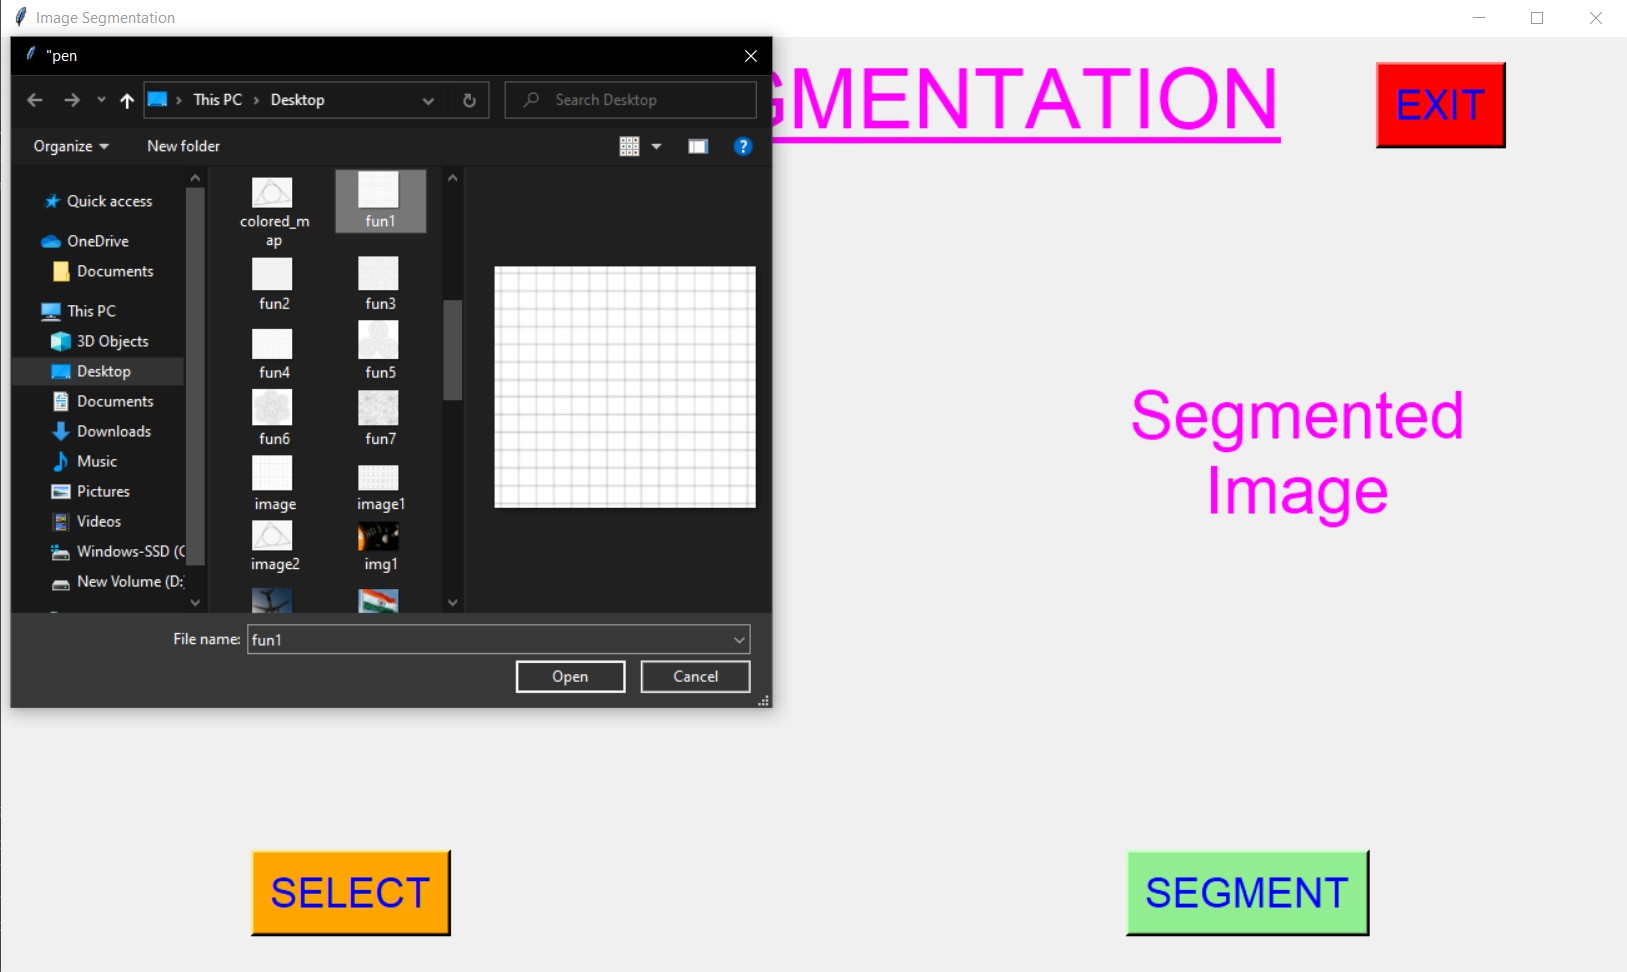 Image Segmentation
"pen
This PC
Desktop
Search Desktop
Organize
New folder
?
Quick access
OneDrive
Documents
This PC
3D Objects
Desktop
Documents
Downloads
Music
Pictures
Videos
Windows-SSD (C
New Volume (D:
colored_m
ap
fun1
fun2
fun3
fun4
fun5
fun6
fun7
image
image1
image2
img1
File name:
fun1
Open
Cancel
GMENTATION
EXIT
Segmented
Image
SELECT
SEGMENT